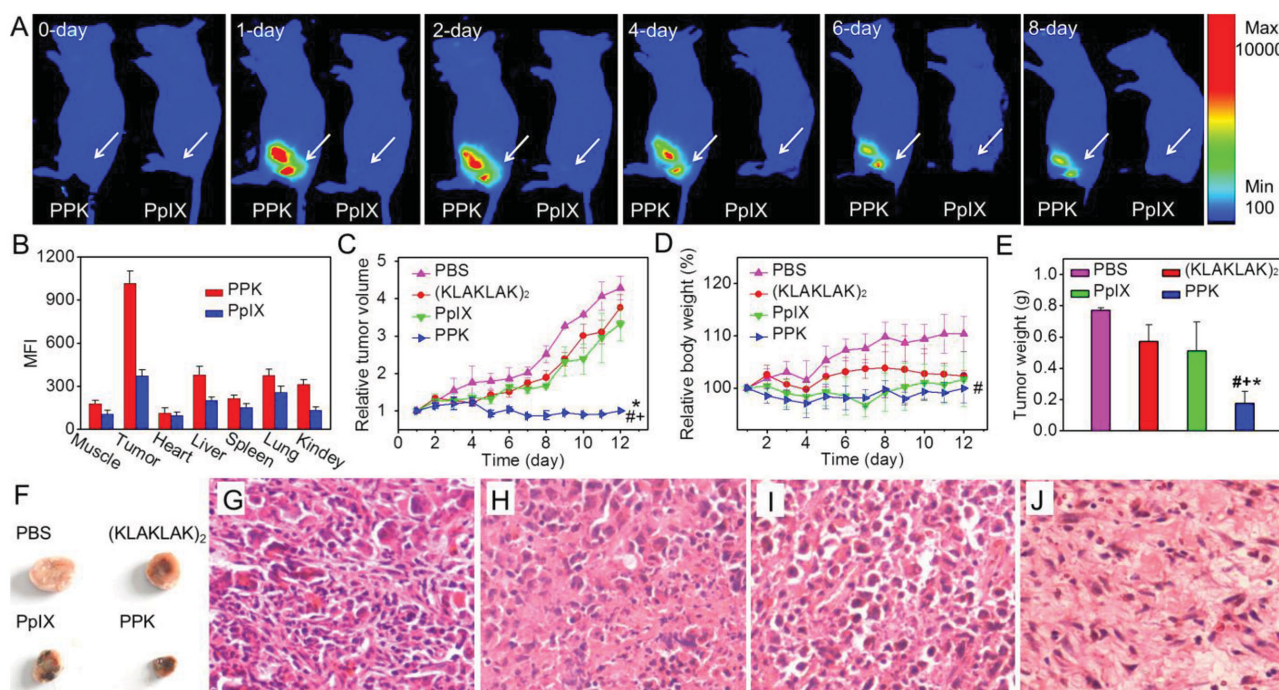 A
0-day
1-day
2-day
4-day
6-day
8-day
Max
10000
PPK PpIX
PPK PpIX
PPK PpIX
PPK PpIX
PPK PpIX
PPK PpIX
Min
100
B
MFI
1200
900
600
300
0
PPK
PpIX
Muscle
Tumor
Heart
Liver
Spleen
Lung
Kindey
C
Relative tumor volume
5
4
3
2
1
0
PBS
(KLAKLAK)₂
PpIX
PPK
*
#+
0 2 4 6 8 10 12
Time (day)
D
Relative body weight (%)
120
110
100
PBS
(KLAKLAK)₂
PpIX
PPK
#
2 4 6 8 10 12
Time (day)
E
Tumor weight (g)
1.0
0.8
0.6
0.4
0.2
0.0
PBS
(KLAKLAK)₂
PpIX
PPK
#+*
F
PBS
(KLAKLAK)₂
PpIX
PPK
G
H
I
J